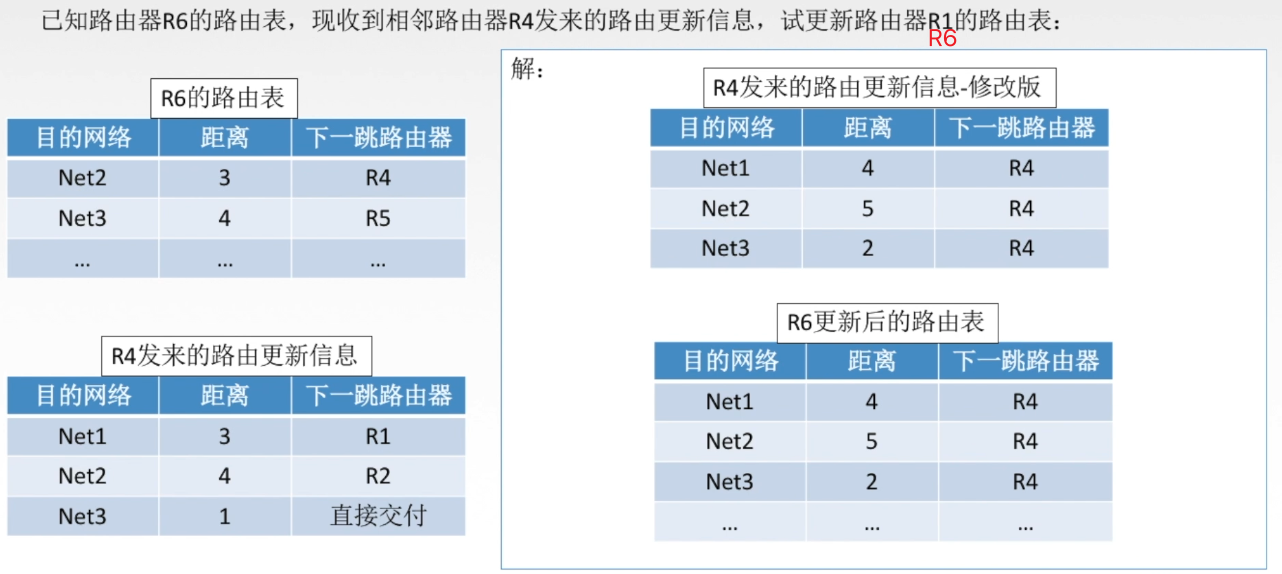 已知路由器R6的路由表，现收到相邻路由器R4发来的路由更新信息，试更新路由器R1的路由表：
R6
R6的路由表
目的网络 距离 下一跳路由器
Net2 3 R4
Net3 4 R5
... ... ...
R4发来的路由更新信息
目的网络 距离 下一跳路由器
Net1 3 R1
Net2 4 R2
Net3 1 直接交付
解：
R4发来的路由更新信息-修改版
目的网络 距离 下一跳路由器
Net1 4 R4
Net2 5 R4
Net3 2 R4
R6更新后的路由表
目的网络 距离 下一跳路由器
Net1 4 R4
Net2 5 R4
Net3 2 R4
... ... ...